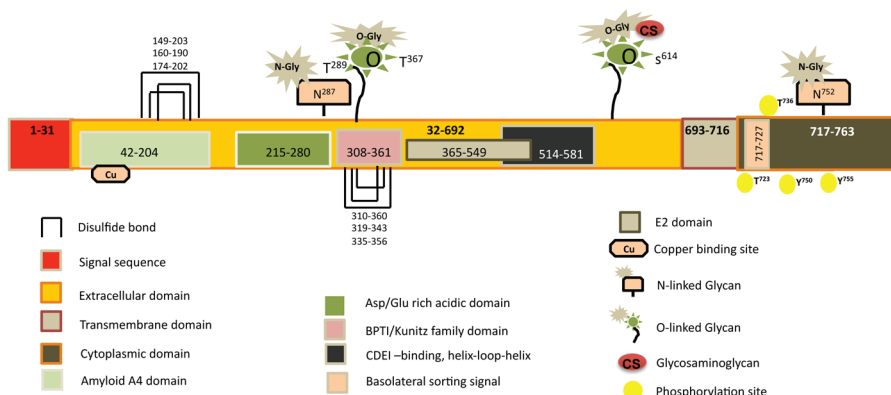 149-203
160-190
174-202
N-Gly
T289
N287
O-Gly
O
T367
O-Gly
CS
O
S614
N-Gly
N752
T736
1-31
32-692
693-716
717-763
42-204
215-280
308-361
365-549
514-581
717-727
Cu
T723
Y750
Y755
310-360
319-343
335-356
Disulfide bond
Signal sequence
Extracellular domain
Transmembrane domain
Cytoplasmic domain
Amyloid A4 domain
Asp/Glu rich acidic domain
BPTI/Kunitz family domain
CDEI –binding, helix-loop-helix
Basolateral sorting signal
E2 domain
Cu Copper binding site
N-linked Glycan
O-linked Glycan
CS Glycosaminoglycan
Phosphorylation site